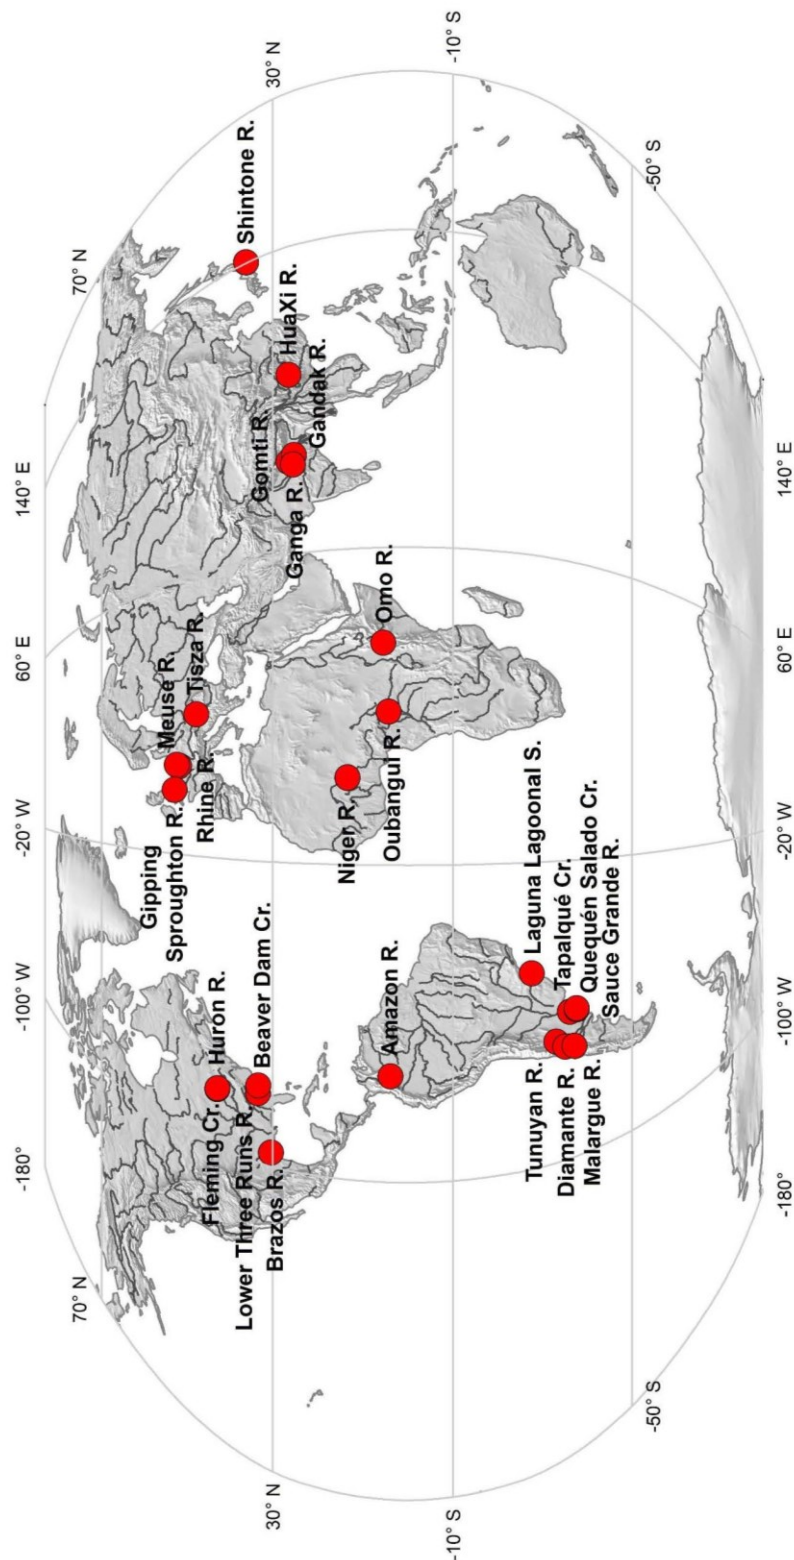 -180°
-100° W
-20° W
60° E
140° E
70° N
70° N
Gipping
Sproughton R.
Meuse R.
Rhine R.
Tisza R.
Fleming Cr.
Huron R.
Lower Three Runs R.
Beaver Dam Cr.
Brazos R.
30° N
30° N
Shintone R.
HuaXi R.
Gomti R.
Gandak R.
Ganga R.
Niger R.
Omo R.
Oubangui R.
Amazon R.
-10° S
-10° S
Laguna Lagoonal S.
Tunuyan R.
Tapalqué Cr.
Diamante R.
Quequén Salado Cr.
Malargue R.
Sauce Grande R.
-50° S
-50° S
-180°
-100° W
-20° W
60° E
140° E